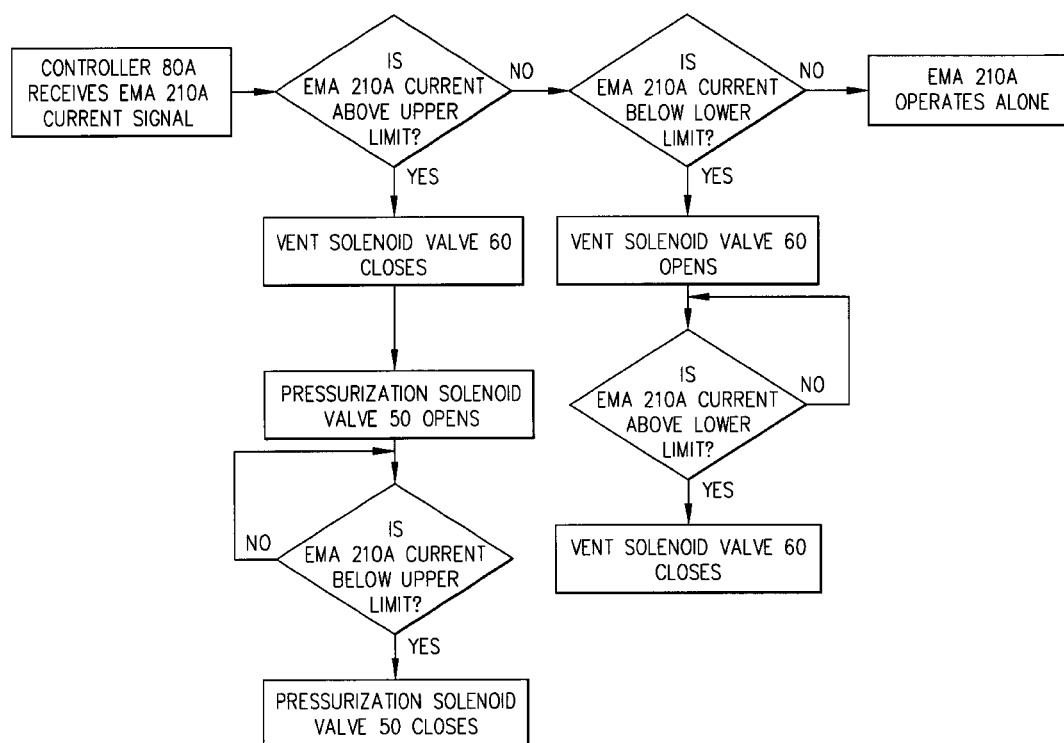 CONTROLLER 80A
RECEIVES EMA 210A
CURRENT SIGNAL
IS
EMA 210A CURRENT
ABOVE UPPER
LIMIT?
NO
IS
EMA 210A CURRENT
BELOW LOWER
LIMIT?
NO
EMA 210A
OPERATES ALONE
YES
YES
VENT SOLENOID VALVE 60
CLOSES
VENT SOLENOID VALVE 60
OPENS
PRESSURIZATION SOLENOID
VALVE 50 OPENS
IS
EMA 210A CURRENT
ABOVE LOWER
LIMIT?
NO
YES
NO
IS
EMA 210A CURRENT
BELOW UPPER
LIMIT?
VENT SOLENOID VALVE 60
CLOSES
YES
PRESSURIZATION SOLENOID
VALVE 50 CLOSES